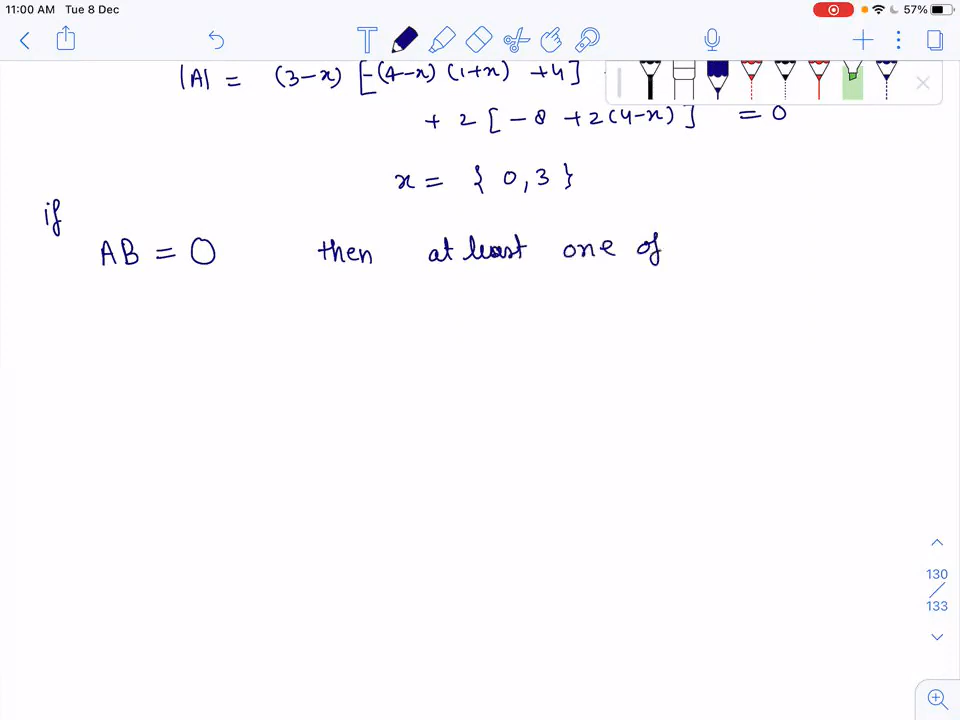 11:00 AM Tue 8 Dec
57%
T
|A| = (3-x) [-(4-x) (1+x) +4]
+ 2 [ - 8 + 2(4-x) ] = 0
x = { 0, 3 }
if
AB = O then at least one of
130
133